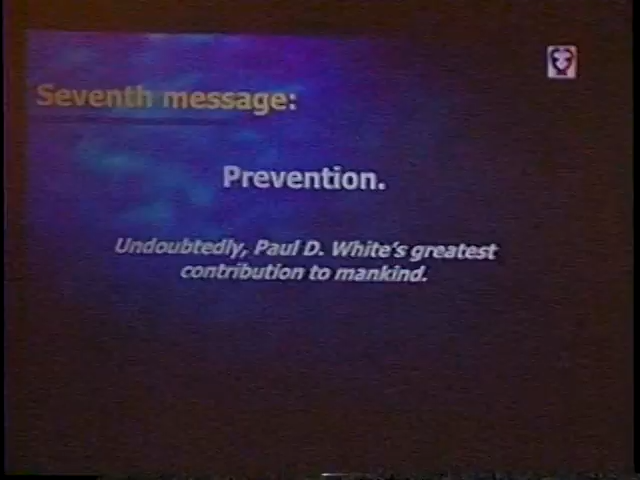 Seventh message:
Prevention.
Undoubtedly, Paul D. White's greatest
contribution to mankind.